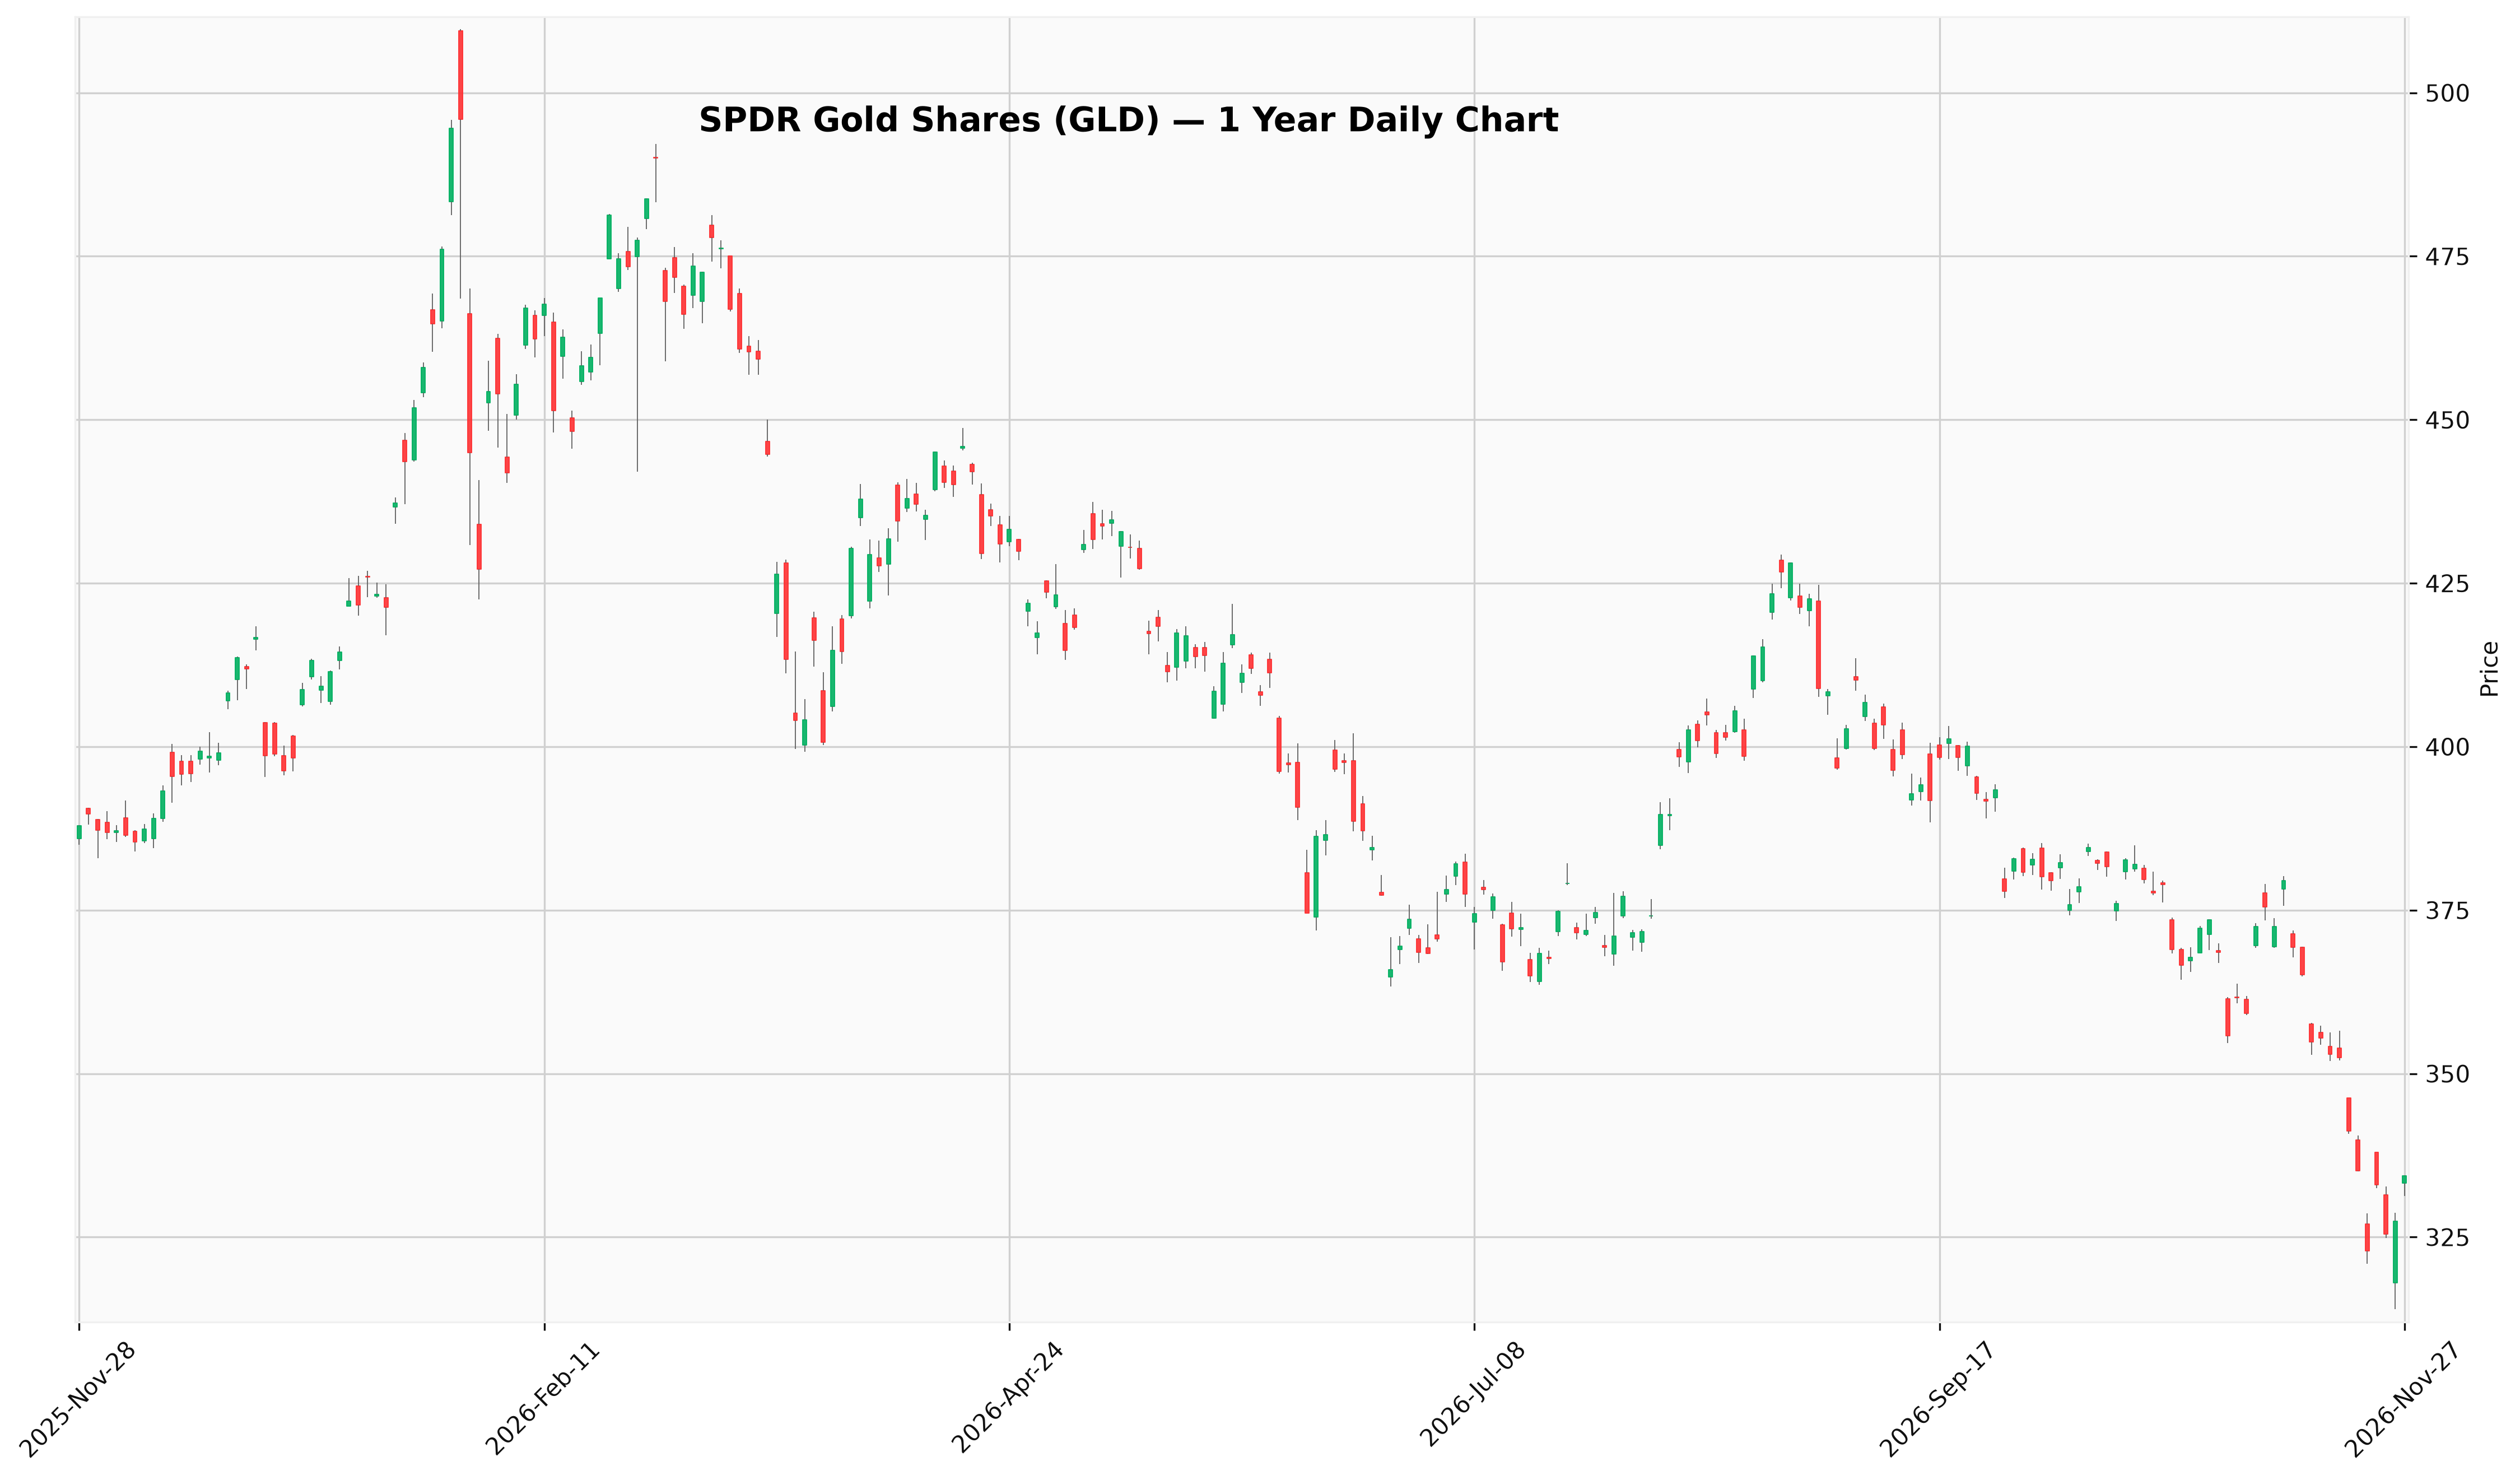 SPDR Gold Shares (GLD) — 1 Year Daily Chart
500
475
450
425
400
375
350
325
Price
2025-Nov-28
2026-Feb-11
2026-Apr-24
2026-Jul-08
2026-Sep-17
2026-Nov-27